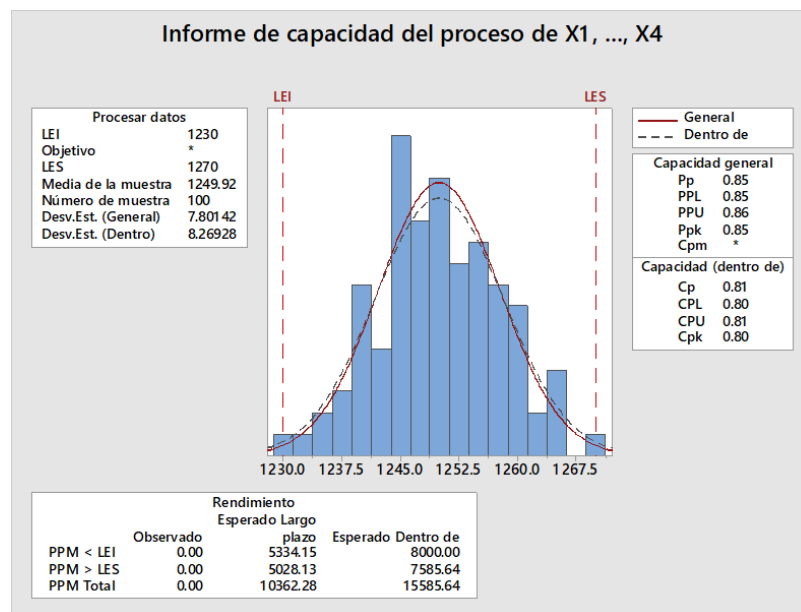 Informe de capacidad del proceso de X1, ..., X4
LEI LES
Procesar datos
LEI 1230
Objetivo *
LES 1270
Media de la muestra 1249.92
Número de muestra 100
Desv.Est. (General) 7.80142
Desv.Est. (Dentro) 8.26928
General
Dentro de
Capacidad general
Pp 0.85
PPL 0.85
PPU 0.86
Ppk 0.85
Cpm *
Capacidad (dentro de)
Cp 0.81
CPL 0.80
CPU 0.81
Cpk 0.80
1230.0 1237.5 1245.0 1252.5 1260.0 1267.5
Rendimiento
Esperado Largo
Observado plazo Esperado Dentro de
PPM < LEI 0.00 5334.15 8000.00
PPM > LES 0.00 5028.13 7585.64
PPM Total 0.00 10362.28 15585.64